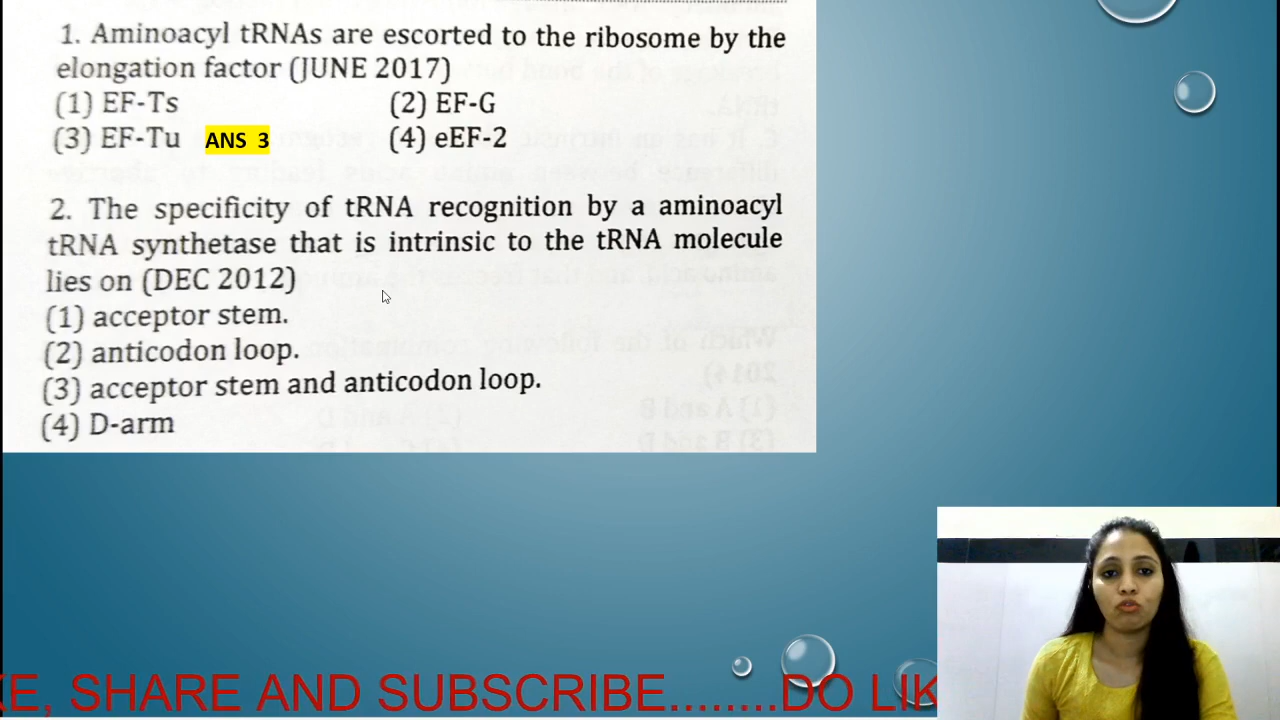 1. Aminoacyl tRNAs are escorted to the ribosome by the
elongation factor (JUNE 2017)
(1) EF-Ts (2) EF-G
(3) EF-Tu ANS 3 (4) eEF-2
2. The specificity of tRNA recognition by a aminoacyl
tRNA synthetase that is intrinsic to the tRNA molecule
lies on (DEC 2012)
(1) acceptor stem.
(2) anticodon loop.
(3) acceptor stem and anticodon loop.
(4) D-arm
KE, SHARE AND SUBSCRIBE........DO LIK